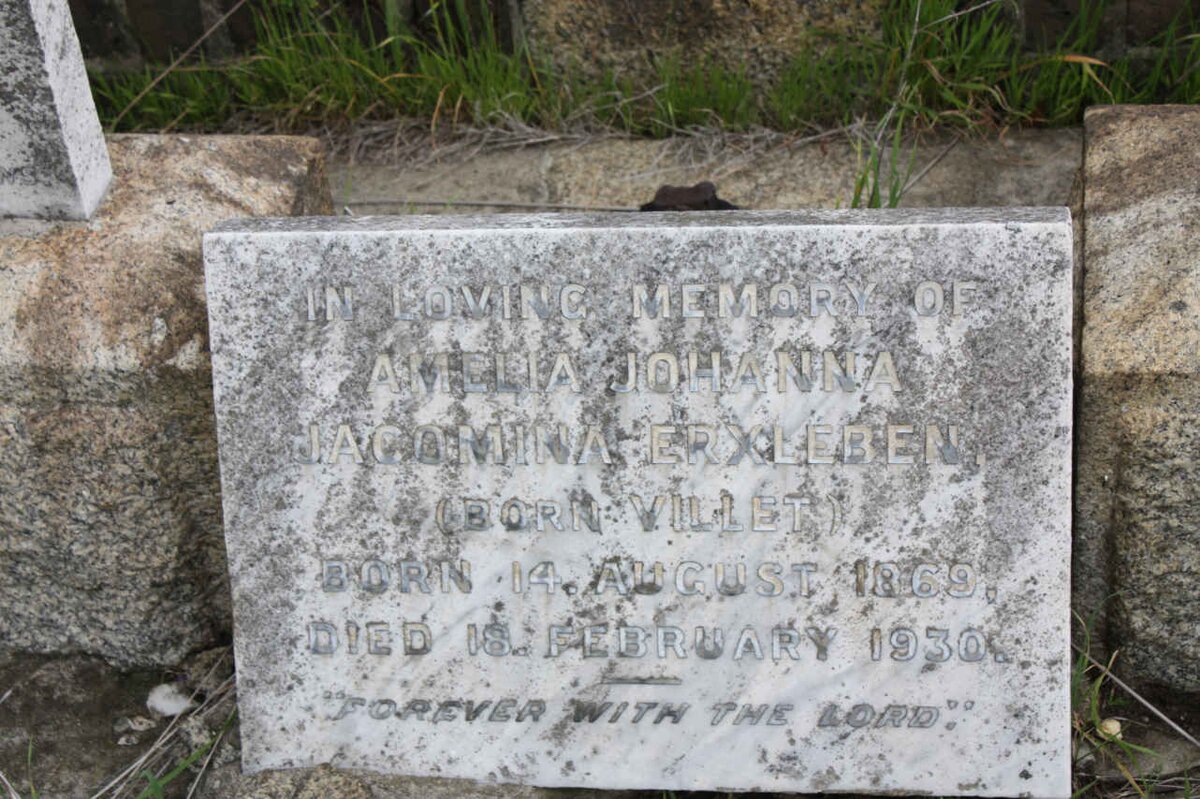 IN LOVING MEMORY OF
AMELIA JOHANNA
JACOMINA ERXLEBEN,
(BORN VILLET)
BORN 14. AUGUST 1869,
DIED 18. FEBRUARY 1930.
"FOREVER WITH THE LORD".